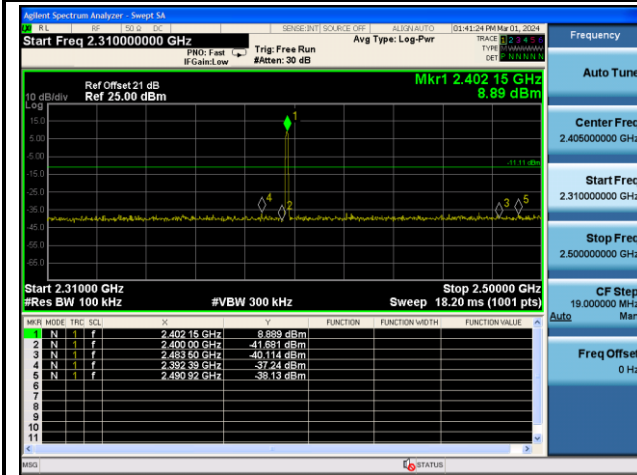 Agilent Spectrum Analyzer - Swept SA
RL RF 50 Ω DC SENSE:INT SOURCE OFF ALIGN AUTO 01:41:24 PM Mar 01, 2024
Start Freq 2.310000000 GHz
PNO: Fast
IFGain:Low
Trig: Free Run
#Atten: 30 dB
Avg Type: Log-Pwr
TRACE 1 2 3 4 5 6
TYPE
DET P N N N N N
Mkr1 2.402 15 GHz
8.89 dBm
Ref Offset 21 dB
Ref 25.00 dBm
10 dB/div
Log
15.0
5.00
-5.00
-15.0
-25.0
-35.0
-45.0
-55.0
-65.0
-11.11 dBm
1
2
3
4
5
Start 2.31000 GHz Stop 2.50000 GHz
#Res BW 100 kHz #VBW 300 kHz Sweep 18.20 ms (1001 pts)
MKR MODE TRC SCL X Y FUNCTION FUNCTION WIDTH FUNCTION VALUE
1 N 1 f 2.402 15 GHz 8.889 dBm
2 N 1 f 2.400 00 GHz -41.681 dBm
3 N 1 f 2.483 50 GHz -40.114 dBm
4 N 1 f 2.392 39 GHz -37.24 dBm
5 N 1 f 2.490 92 GHz -38.13 dBm
6
7
8
9
10
11
MSG STATUS
Frequency
Auto Tune
Center Freq
2.405000000 GHz
Start Freq
2.310000000 GHz
Stop Freq
2.500000000 GHz
CF Step
19.000000 MHz
Auto Man
Freq Offset
0 Hz